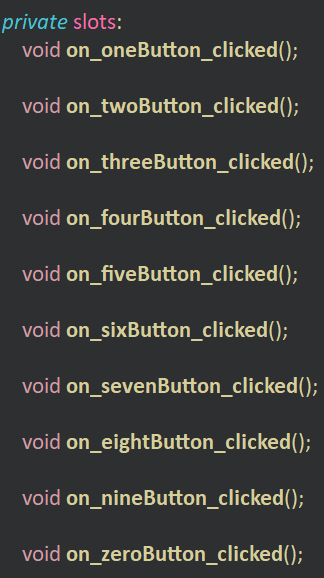 private slots:
void on_oneButton_clicked();
void on_twoButton_clicked();
void on_threeButton_clicked();
void on_fourButton_clicked();
void on_fiveButton_clicked();
void on_sixButton_clicked();
void on_sevenButton_clicked();
void on_eightButton_clicked();
void on_nineButton_clicked();
void on_zeroButton_clicked();